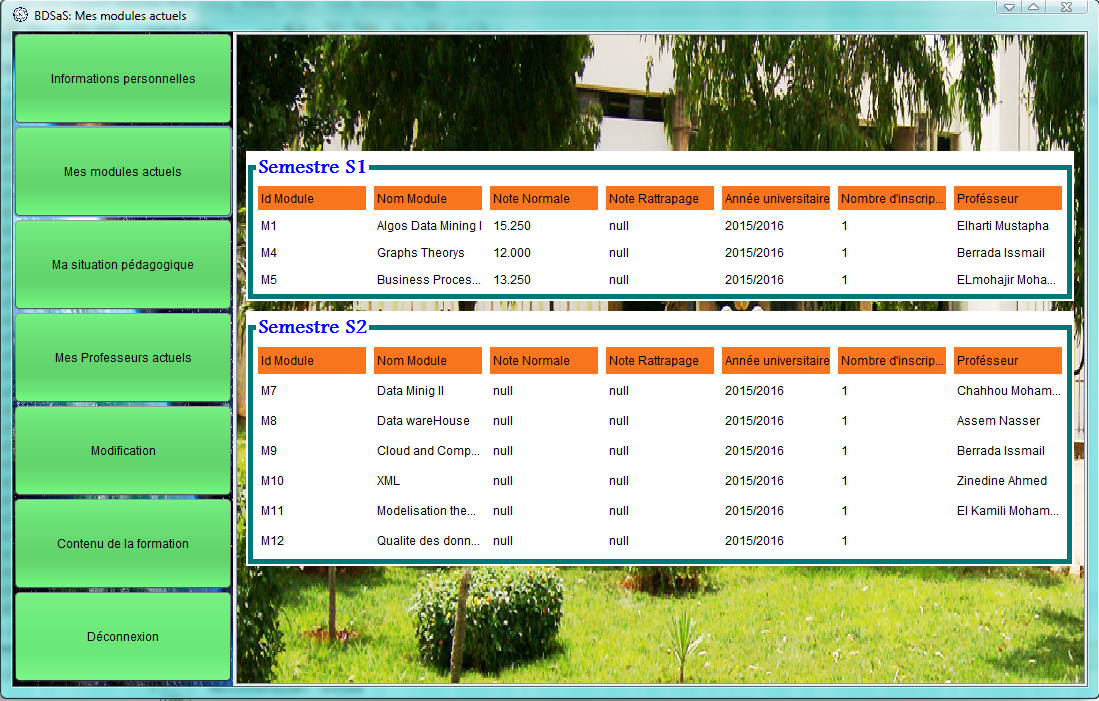 BDSaS: Mes modules actuels
Informations personnelles
Mes modules actuels
Ma situation pédagogique
Mes Professeurs actuels
Modification
Contenu de la formation
Déconnexion
Semestre S1
Id Module Nom Module Note Normale Note Rattrapage Année universitaire Nombre d'inscrip... Profésseur
M1 Algos Data Mining I 15.250 null 2015/2016 1 Elharti Mustapha
M4 Graphs Theorys 12.000 null 2015/2016 1 Berrada Issmail
M5 Business Proces... 13.250 null 2015/2016 1 ELmohajir Moha...
Semestre S2
Id Module Nom Module Note Normale Note Rattrapage Année universitaire Nombre d'inscrip... Profésseur
M7 Data Minig II null null 2015/2016 1 Chahhou Moham...
M8 Data wareHouse null null 2015/2016 1 Assem Nasser
M9 Cloud and Comp... null null 2015/2016 1 Berrada Issmail
M10 XML null null 2015/2016 1 Zinedine Ahmed
M11 Modelisation the... null null 2015/2016 1 El Kamili Moham...
M12 Qualite des donn... null null 2015/2016 1